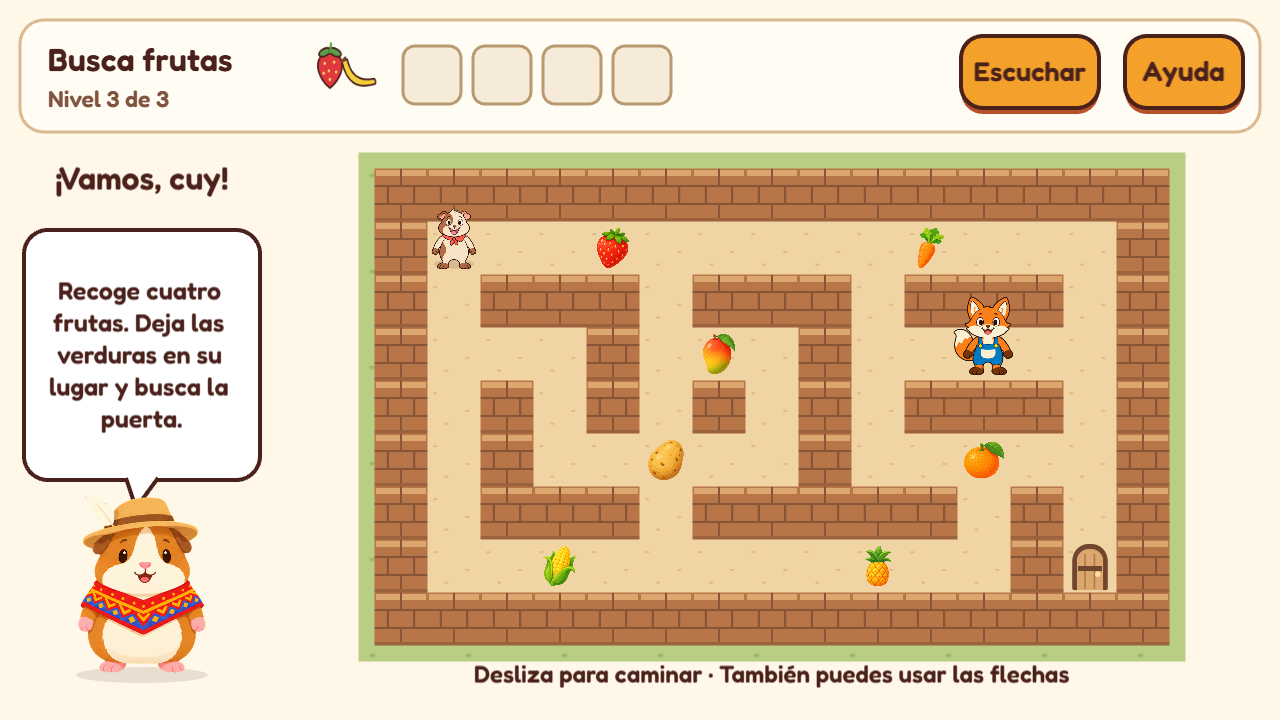 Busca frutas
Nivel 3 de 3
Escuchar
Ayuda
¡Vamos, cuy!
Recoge cuatro
frutas. Deja las
verduras en su
lugar y busca la
puerta.
Desliza para caminar · También puedes usar las flechas